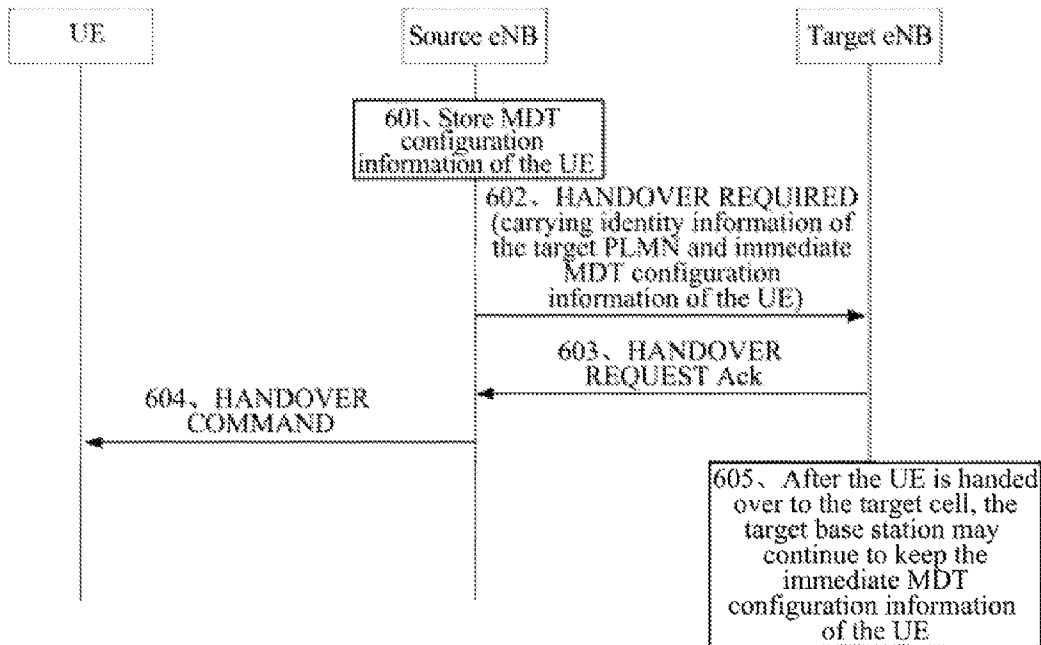 UE
Source eNB
Target eNB
601、Store MDT
configuration
information of the UE
602、HANDOVER REQUIRED
(carrying identity information of
the target PLMN and immediate
MDT configuration
information of the UE)
603、HANDOVER
REQUEST Ack
604、HANDOVER
COMMAND
605、After the UE is handed
over to the target cell, the
target base station may
continue to keep the
immediate MDT
configuration information
of the UE